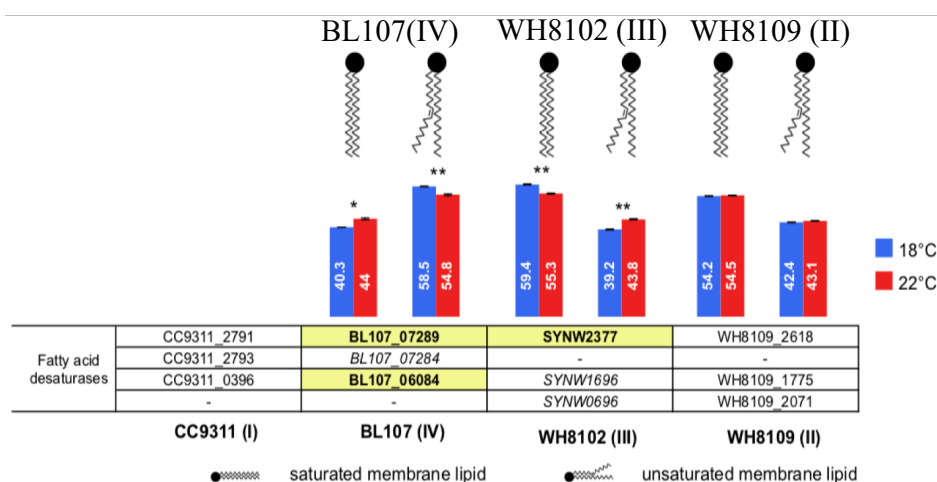 BL107(IV) WH8102 (III) WH8109 (II)
* ** ** **
40.3 44 58.5 54.8 59.4 55.3 39.2 43.8 54.2 54.5 42.4 43.1
18°C
22°C
Fatty acid desaturases
CC9311_2791 BL107_07289 SYNW2377 WH8109_2618
CC9311_2793 BL107_07284 - -
CC9311_0396 BL107_06084 SYNW1696 WH8109_1775
- - SYNW0696 WH8109_2071
CC9311 (I) BL107 (IV) WH8102 (III) WH8109 (II)
saturated membrane lipid unsaturated membrane lipid